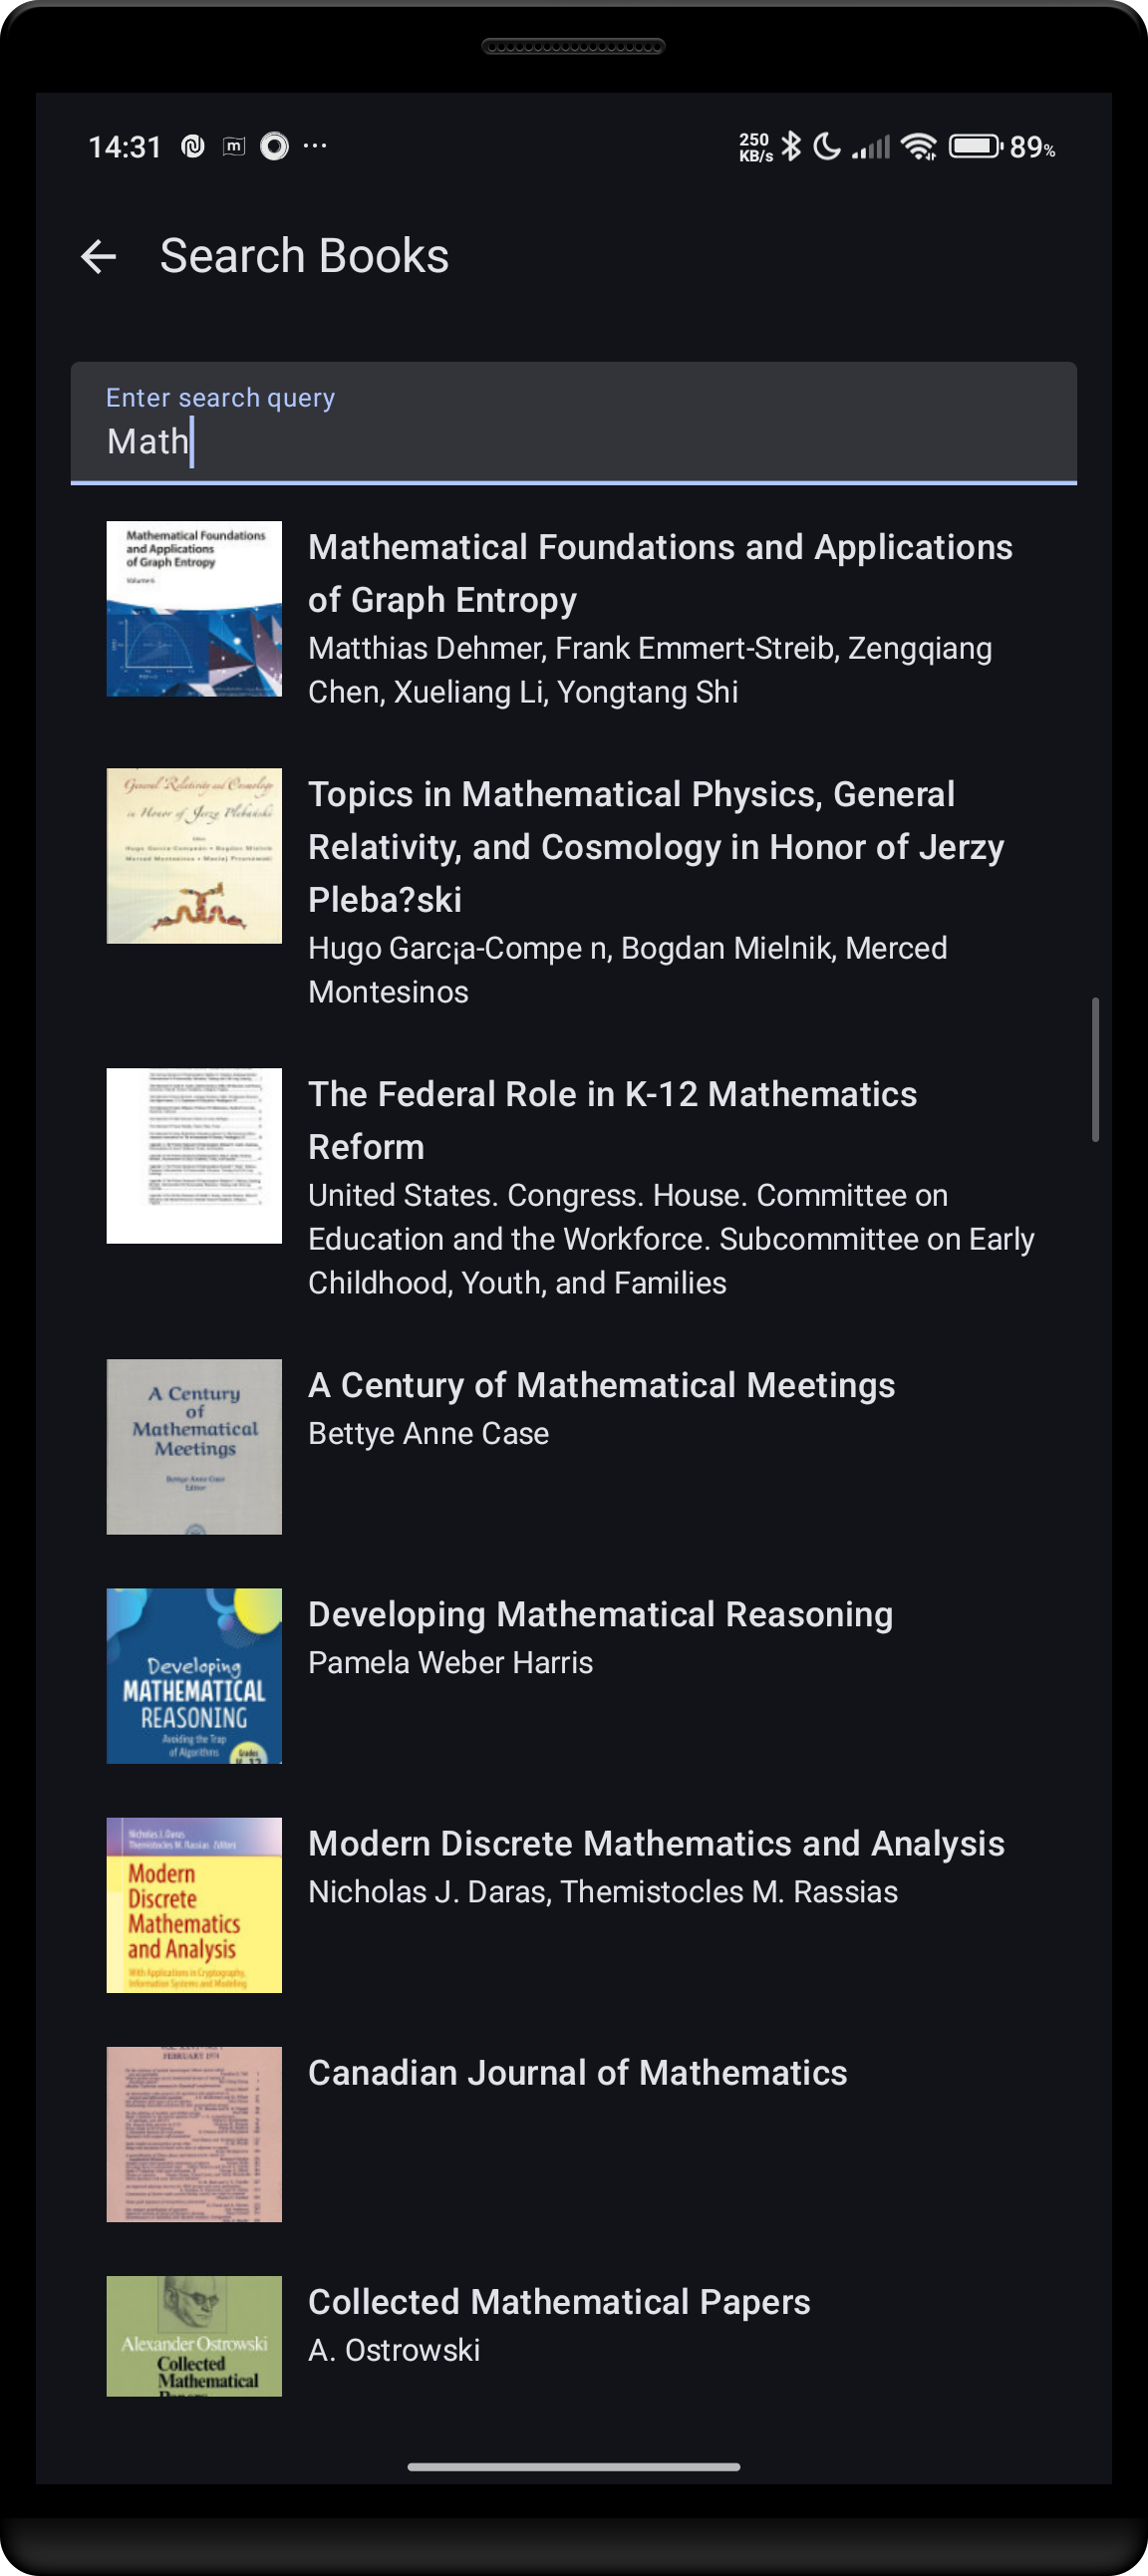 14:31 m ··· 250 KB/s 89%
Search Books
Enter search query
Math
Mathematical Foundations
and Applications
of Graph Entropy
Volume 6
Mathematical Foundations and Applications
of Graph Entropy
Matthias Dehmer, Frank Emmert-Streib, Zengqiang
Chen, Xueliang Li, Yongtang Shi
General Relativity and Cosmology
in Honor of Jerzy Plebański
Topics in Mathematical Physics, General
Relativity, and Cosmology in Honor of Jerzy
Pleba?ski
Hugo Garc¡a-Compe n, Bogdan Mielnik, Merced
Montesinos
The Federal Role in K-12 Mathematics
Reform
United States. Congress. House. Committee on
Education and the Workforce. Subcommittee on Early
Childhood, Youth, and Families
A Century
of
Mathematical
Meetings
Bettye Anne Case
Editor
A Century of Mathematical Meetings
Bettye Anne Case
Developing
MATHEMATICAL
REASONING
Avoiding the Trap
of Algorithms
Grades
K-12
Developing Mathematical Reasoning
Pamela Weber Harris
Nicholas J. Daras
Themistocles M. Rassias Editors
Modern
Discrete
Mathematics
and Analysis
With Applications in Cryptography,
Information Systems and Modeling
Modern Discrete Mathematics and Analysis
Nicholas J. Daras, Themistocles M. Rassias
FEBRUARY 1974
Canadian Journal of Mathematics
Alexander Ostrowski
Collected
Mathematical
Papers
Collected Mathematical Papers
A. Ostrowski